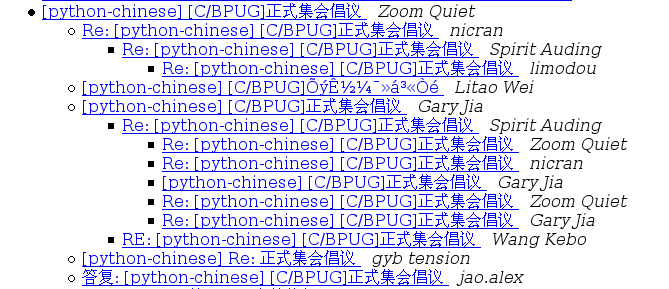 [python-chinese] [C/BPUG]正式集会倡议 Zoom Quiet
Re: [python-chinese] [C/BPUG]正式集会倡议 nicran
Re: [python-chinese] [C/BPUG]正式集会倡议 Spirit Auding
Re: [python-chinese] [C/BPUG]正式集会倡议 limodou
[python-chinese] [C/BPUG]ÕýÊ½¼¯»á³«Òé Litao Wei
[python-chinese] [C/BPUG]正式集会倡议 Gary Jia
Re: [python-chinese] [C/BPUG]正式集会倡议 Spirit Auding
Re: [python-chinese] [C/BPUG]正式集会倡议 Zoom Quiet
Re: [python-chinese] [C/BPUG]正式集会倡议 nicran
[python-chinese] [C/BPUG]正式集会倡议 Gary Jia
Re: [python-chinese] [C/BPUG]正式集会倡议 Zoom Quiet
Re: [python-chinese] [C/BPUG]正式集会倡议 Gary Jia
RE: [python-chinese] [C/BPUG]正式集会倡议 Wang Kebo
[python-chinese] Re: 正式集会倡议 gyb tension
答复: [python-chinese] [C/BPUG]正式集会倡议 jao.alex